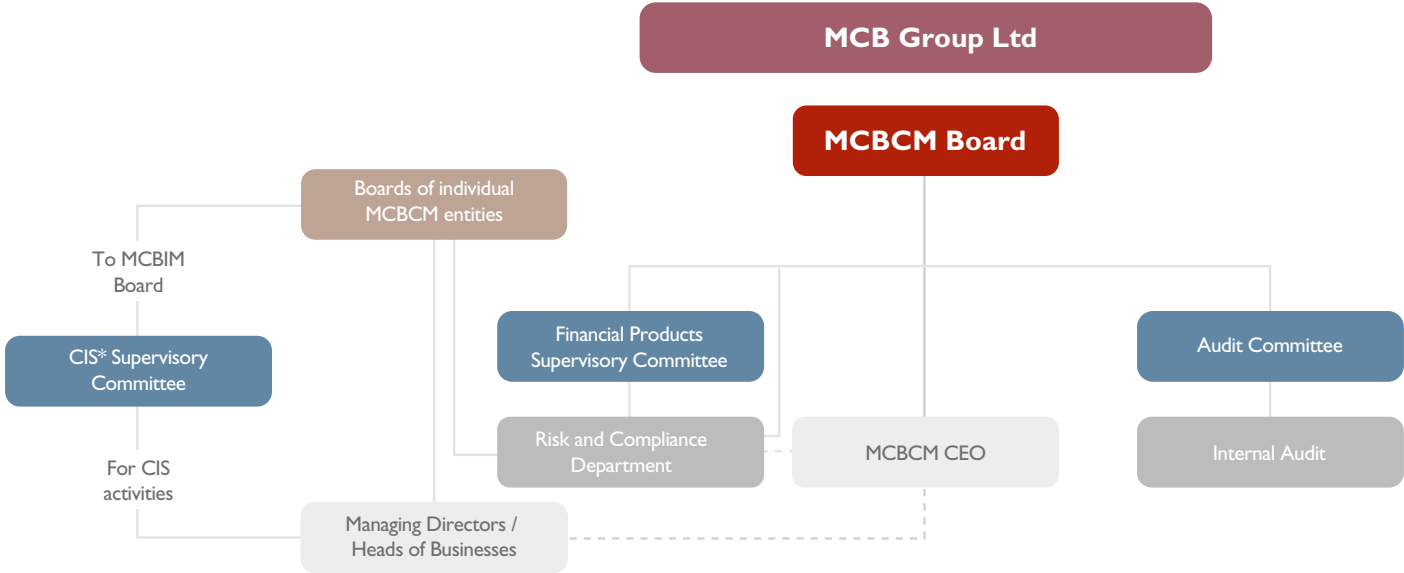 MCB Group Ltd
MCBCM Board
Boards of individual
MCBCM entities
To MCBIM
Board
Financial Products
Supervisory Committee
Audit Committee
CIS* Supervisory
Committee
Risk and Compliance
Department
MCBCM CEO
Internal Audit
For CIS
activities
Managing Directors /
Heads of Businesses